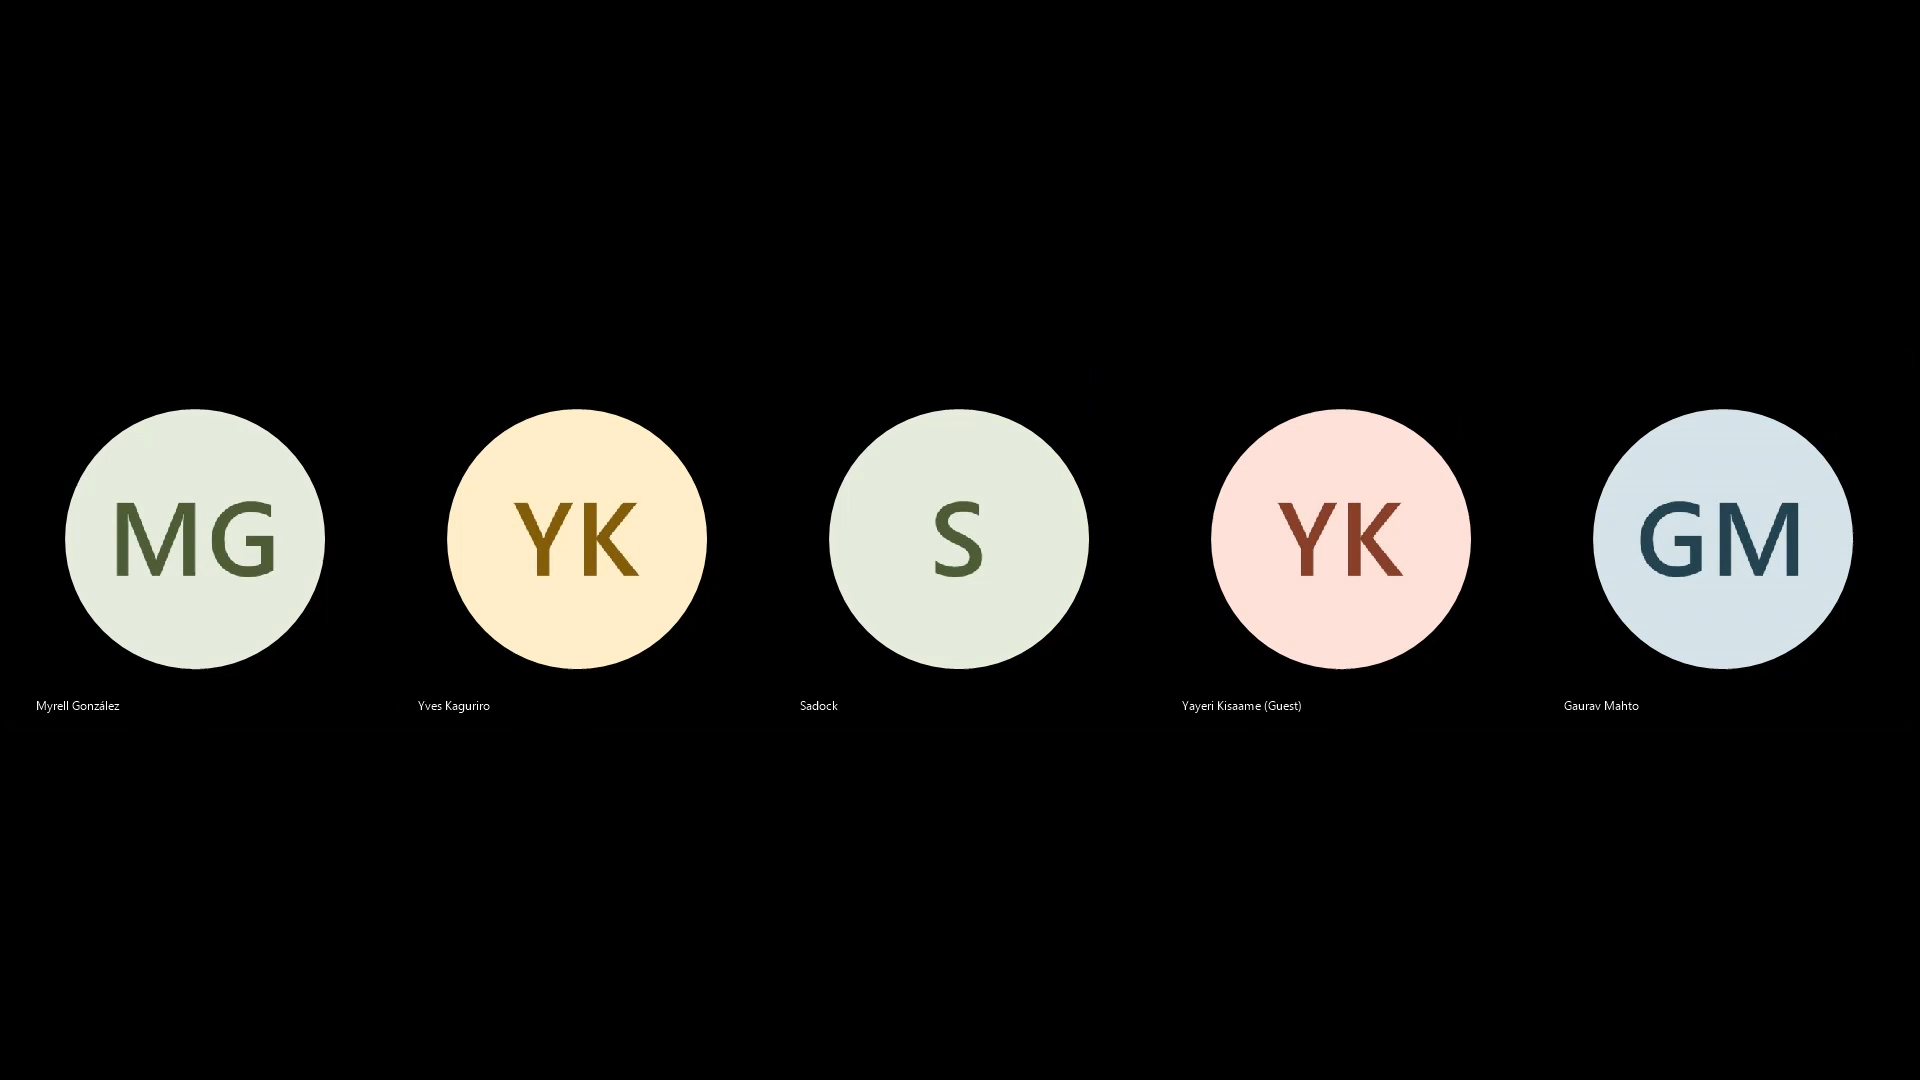 MG
YK
S
YK
GM
Myrell González
Yves Kaguriro
Sadock
Yayeri Kisaame (Guest)
Gaurav Mahto